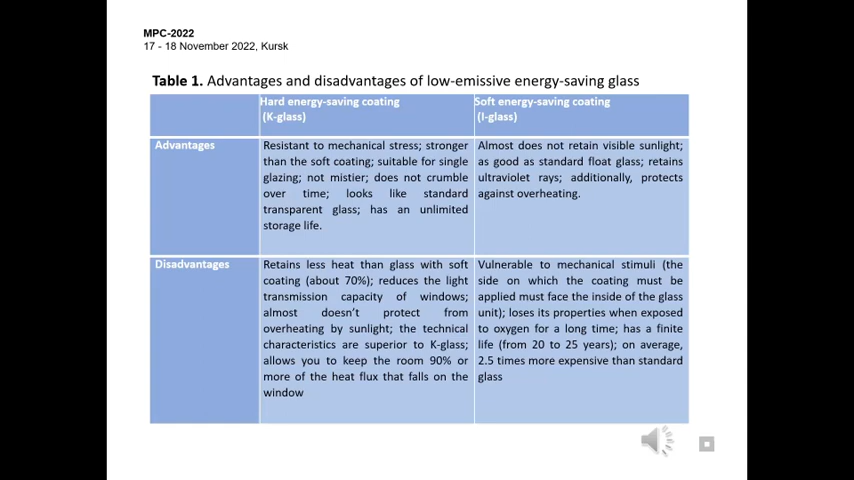 MPC-2022
17 - 18 November 2022, Kursk
Table 1. Advantages and disadvantages of low-emissive energy-saving glass
Hard energy-saving coating
(K-glass)
Soft energy-saving coating
(I-glass)
Advantages
Resistant to mechanical stress; stronger
than the soft coating; suitable for single
glazing; not mistier; does not crumble
over time; looks like standard
transparent glass; has an unlimited
storage life.
Almost does not retain visible sunlight;
as good as standard float glass; retains
ultraviolet rays; additionally, protects
against overheating.
Disadvantages
Retains less heat than glass with soft
coating (about 70%); reduces the light
transmission capacity of windows;
almost doesn't protect from
overheating by sunlight; the technical
characteristics are superior to K-glass;
allows you to keep the room 90% or
more of the heat flux that falls on the
window
Vulnerable to mechanical stimuli (the
side on which the coating must be
applied must face the inside of the glass
unit); loses its properties when exposed
to oxygen for a long time; has a finite
life (from 20 to 25 years); on average,
2.5 times more expensive than standard
glass